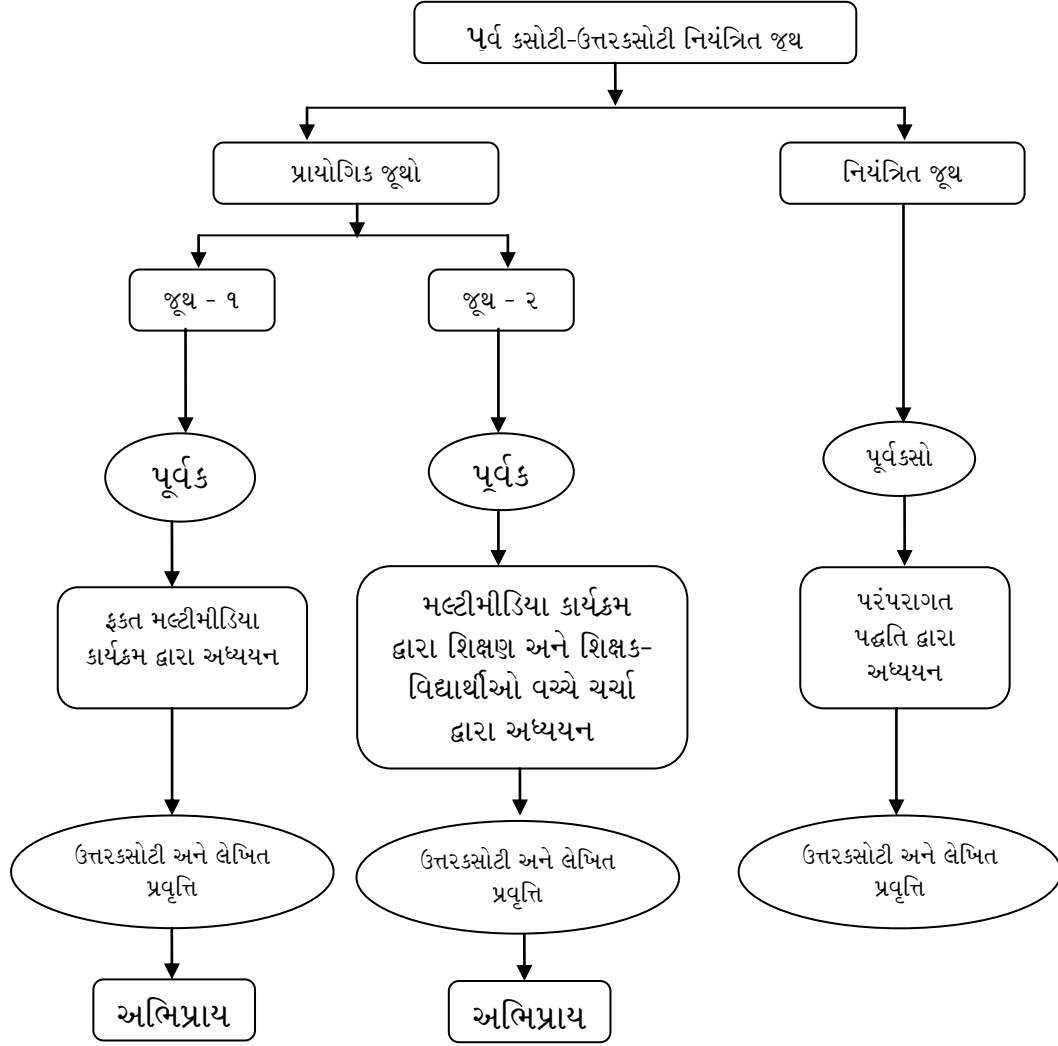 પૂર્વ કસોટી-ઉત્તરકસોટી નિયંત્રિત જૂથ
પ્રાયોગિક જૂથો
નિયંત્રિત જૂથ
જૂથ - ૧
જૂથ - ૨
પૂર્વક
પૂર્વક
પૂર્વકસો
ફકત મલ્ટીમીડિયા
કાર્યક્રમ દ્વારા અધ્યયન
મલ્ટીમીડિયા કાર્યક્રમ
દ્વારા શિક્ષણ અને શિક્ષક-
વિદ્યાર્થીઓ વચ્ચે ચર્ચા
દ્વારા અધ્યયન
પરંપરાગત
પદ્ધતિ દ્વારા
અધ્યયન
ઉત્તરકસોટી અને લેખિત
પ્રવૃત્તિ
ઉત્તરકસોટી અને લેખિત
પ્રવૃત્તિ
ઉત્તરકસોટી અને લેખિત
પ્રવૃત્તિ
અભિપ્રાય
અભિપ્રાય